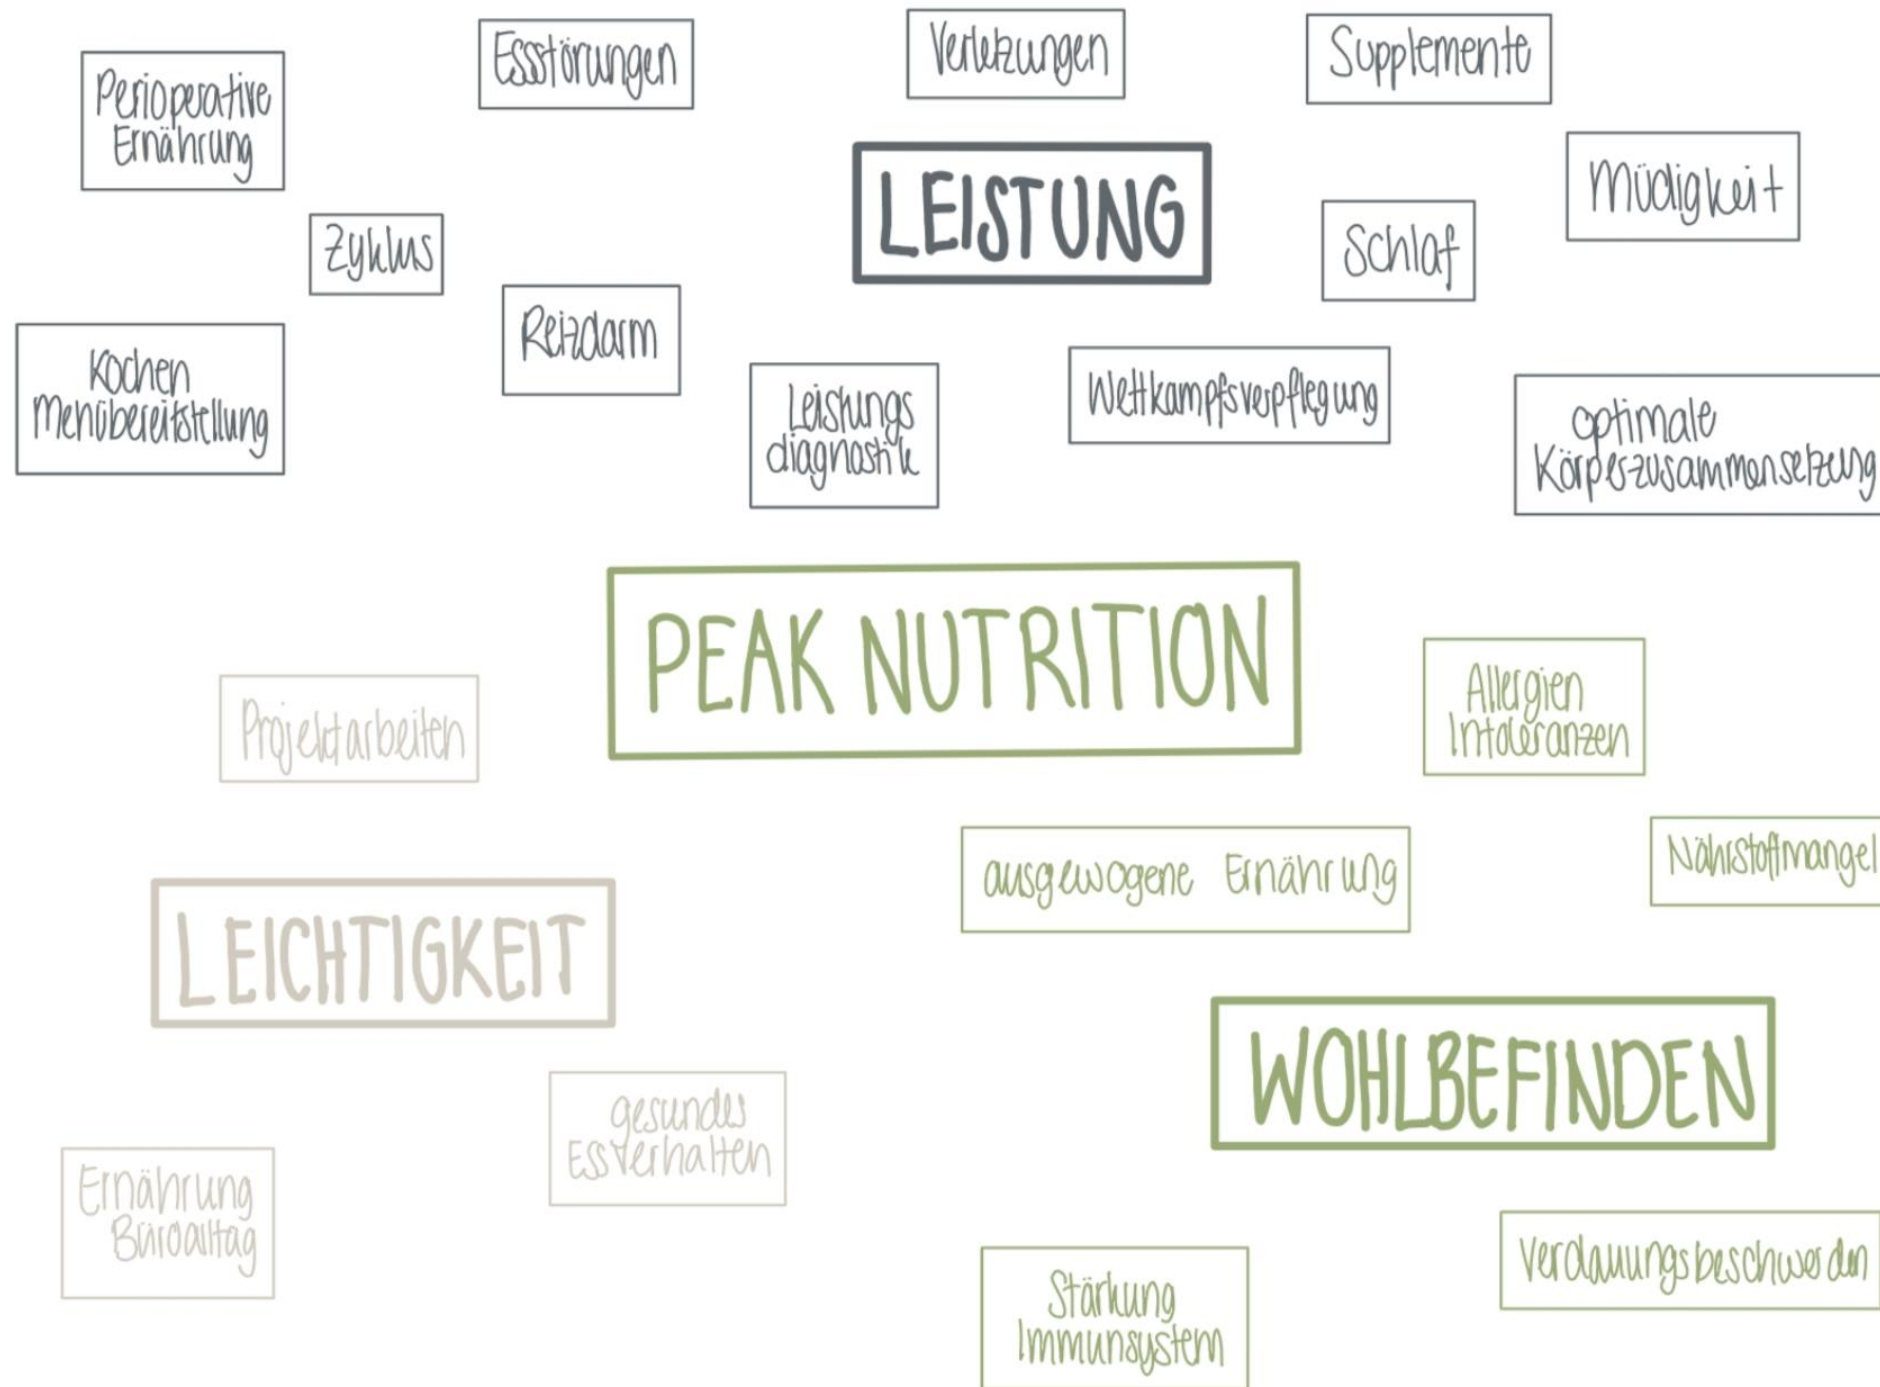 Essstörungen
Verletzungen
Supplemente
Perioperative
Ernährung
LEISTUNG
Müdigkeit
Zyklus
Schlaf
Reizdarm
Kochen
Menübereitstellung
Leistungs
diagnostik
Wettkampfsverpflegung
optimale
Körperzusammensetzung
PEAK NUTRITION
Projektarbeiten
Allergien
Intoleranzen
ausgewogene Ernährung
Nährstoffmangel
LEICHTIGKEIT
WOHLBEFINDEN
gesundes
Essverhalten
Ernährung
Büroalltag
Verdauungsbeschwerden
Stärkung
Immunsystem